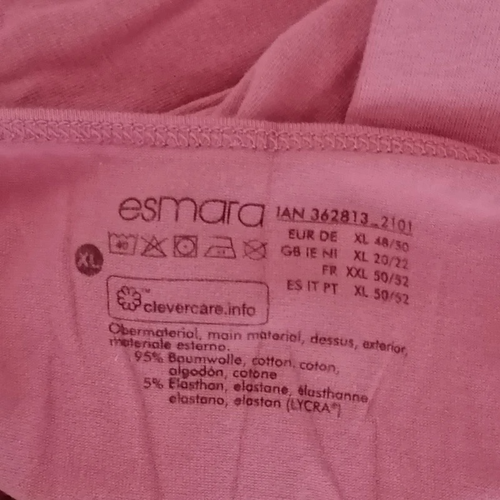 esmara
IAN 362813_2101
EUR DE XL 48/50
GB IE NI XL 20/22
FR XXL 50/52
ES IT PT XL 50/52
40
XL
clevercare.info
Obermaterial, main material, dessus, exterior,
materiale esterno.
95% Baumwolle, cotton, coton,
algodón, cotone
5% Elasthan, elastane, élasthanne
elastano, elastan (LYCRA®)